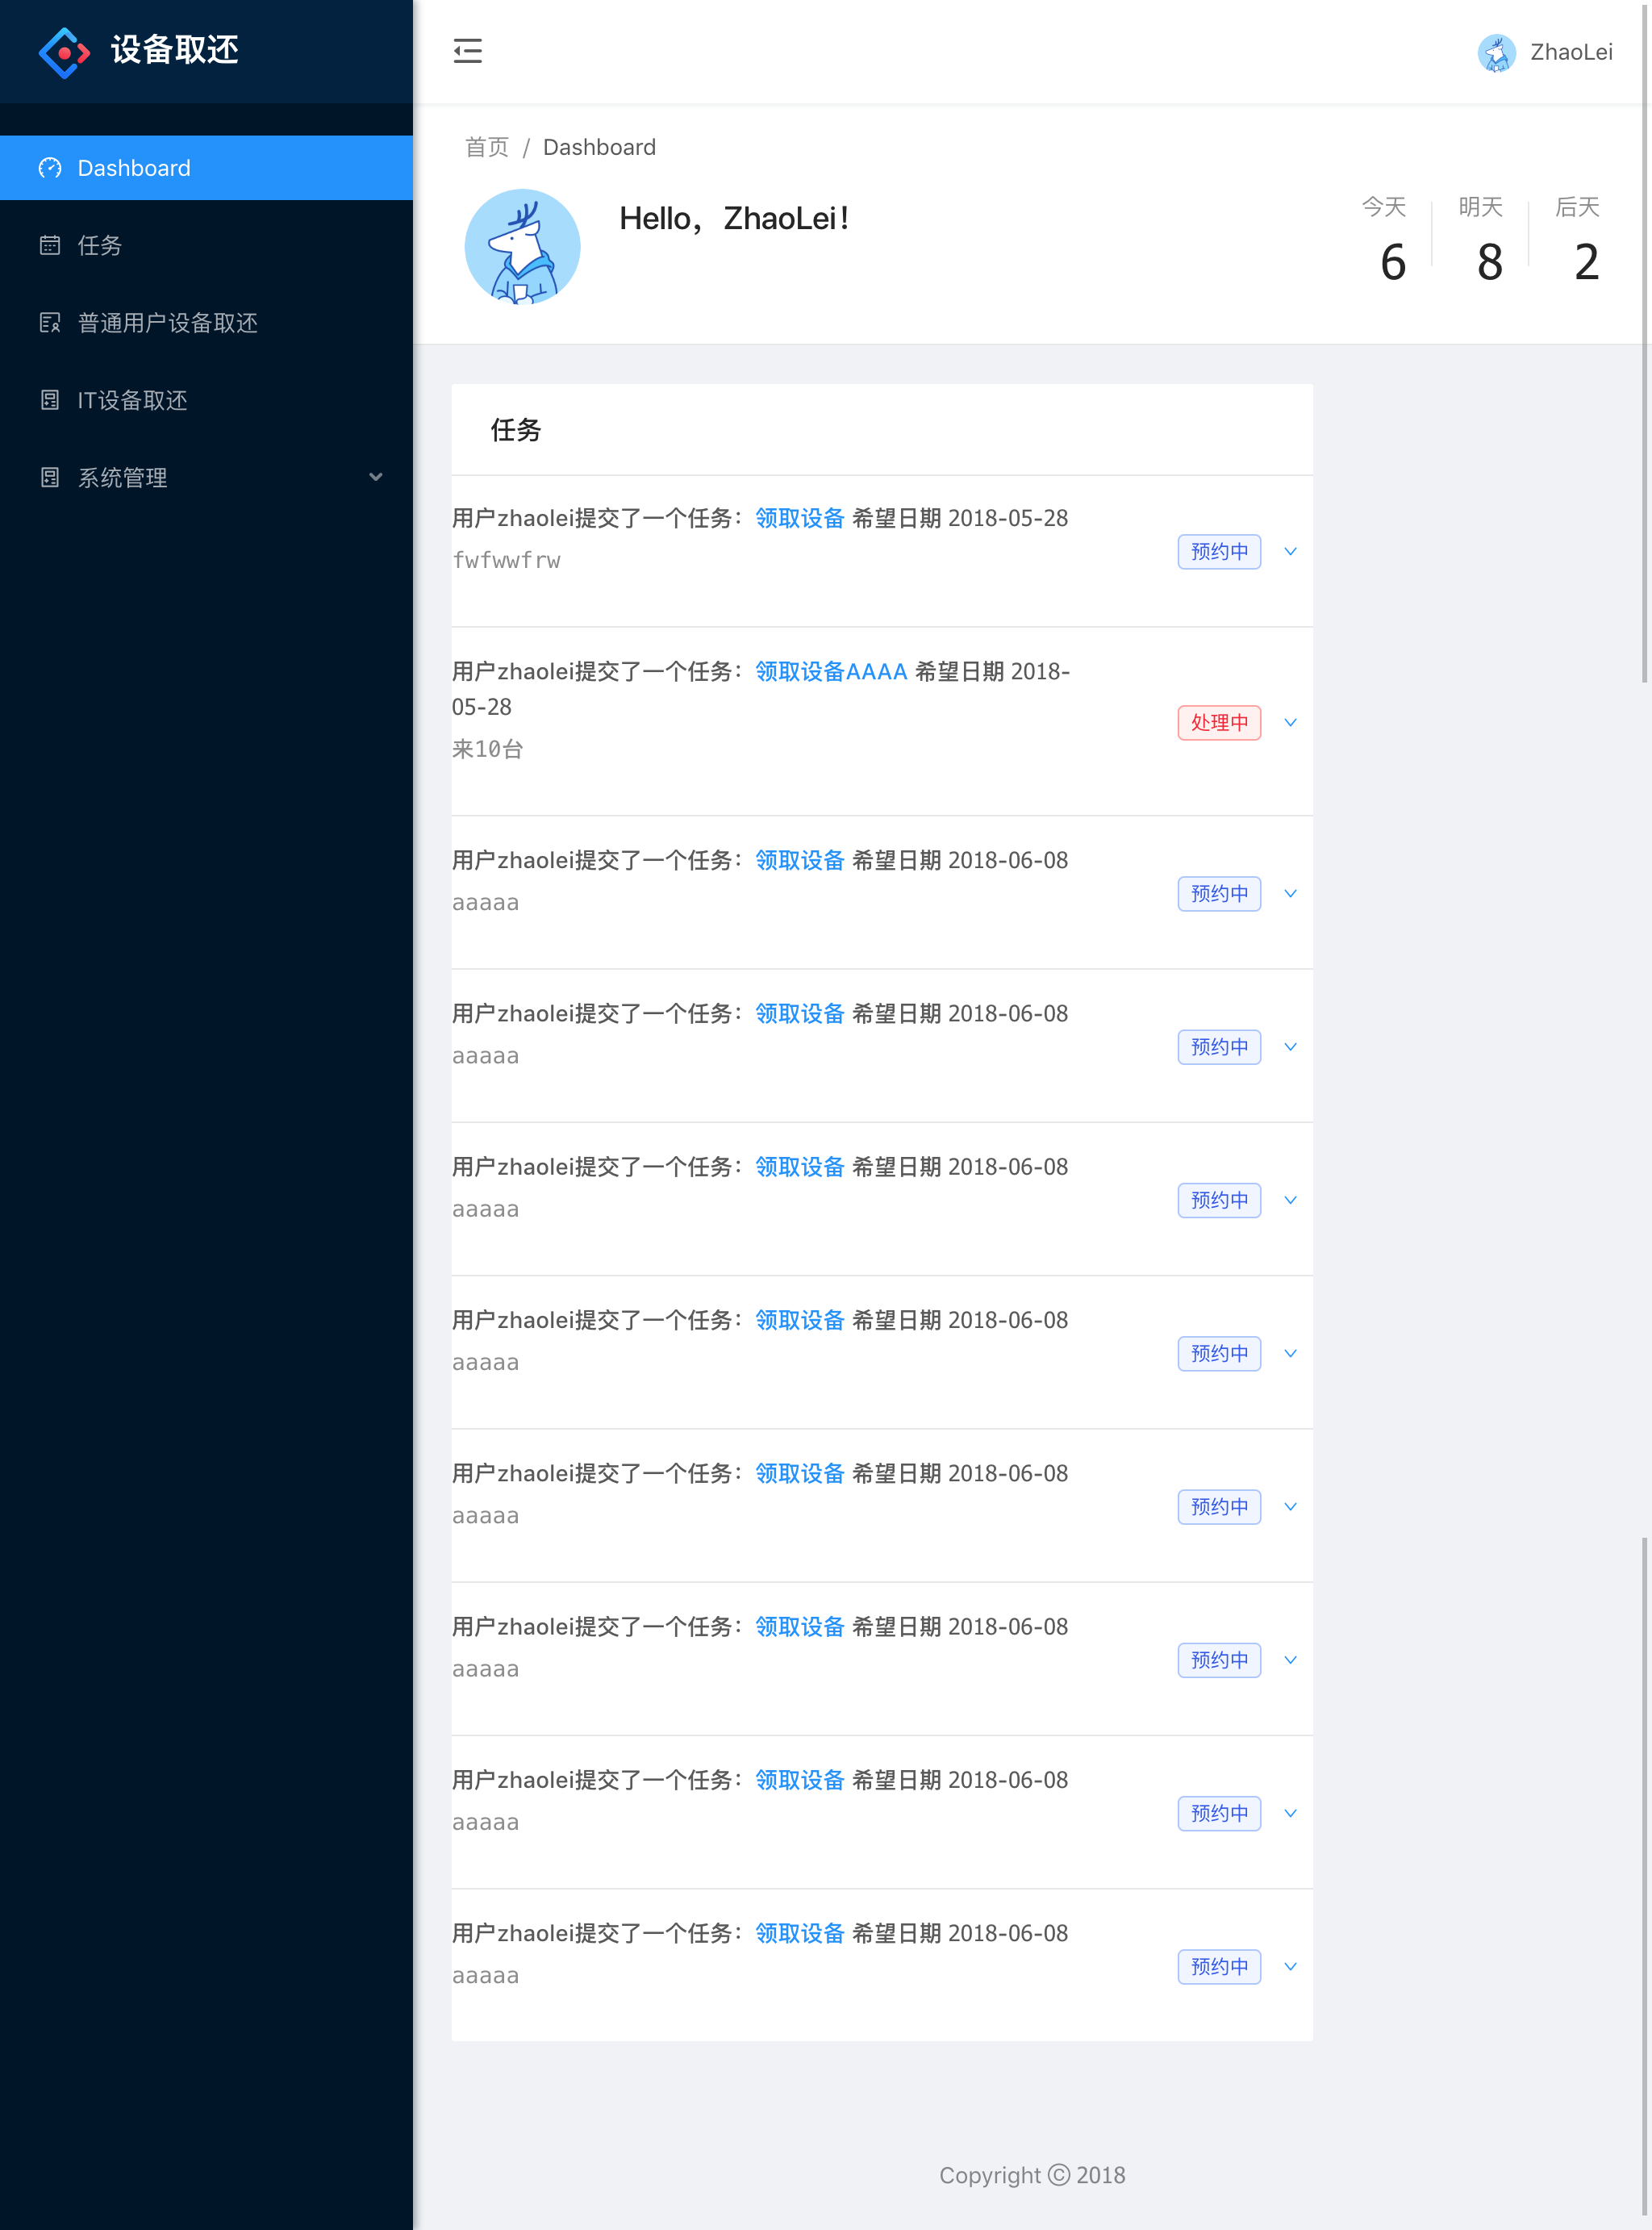 设备取还
ZhaoLei
Dashboard
任务
普通用户设备取还
IT设备取还
系统管理
首页 / Dashboard
Hello，ZhaoLei！
今天 明天 后天
6 8 2
任务
用户zhaolei提交了一个任务：领取设备 希望日期 2018-05-28
fwfwwfrw
预约中
用户zhaolei提交了一个任务：领取设备AAAA 希望日期 2018-
05-28
来10台
处理中
用户zhaolei提交了一个任务：领取设备 希望日期 2018-06-08
aaaaa
预约中
用户zhaolei提交了一个任务：领取设备 希望日期 2018-06-08
aaaaa
预约中
用户zhaolei提交了一个任务：领取设备 希望日期 2018-06-08
aaaaa
预约中
用户zhaolei提交了一个任务：领取设备 希望日期 2018-06-08
aaaaa
预约中
用户zhaolei提交了一个任务：领取设备 希望日期 2018-06-08
aaaaa
预约中
用户zhaolei提交了一个任务：领取设备 希望日期 2018-06-08
aaaaa
预约中
用户zhaolei提交了一个任务：领取设备 希望日期 2018-06-08
aaaaa
预约中
用户zhaolei提交了一个任务：领取设备 希望日期 2018-06-08
aaaaa
预约中
Copyright © 2018